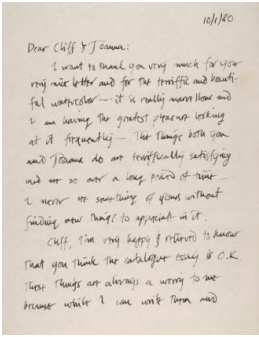 10/1/80
Dear Cliff & Joanna:
I want to thank you very much for your
very nice letter and for the terrific and beauti-
ful watercolor — it is really marvellous and
I am having the greatest pleasure looking
at it frequently — The things both you
and Joanna do are terrifically satisfying
and are so over a long period of time.
I never see something of yours without
finding new things to appreciate in it.
Cliff, I'm very happy & relieved to know
that you think the catalogue essay is O.K.
These things are always a worry to me
because whilst I can write them and